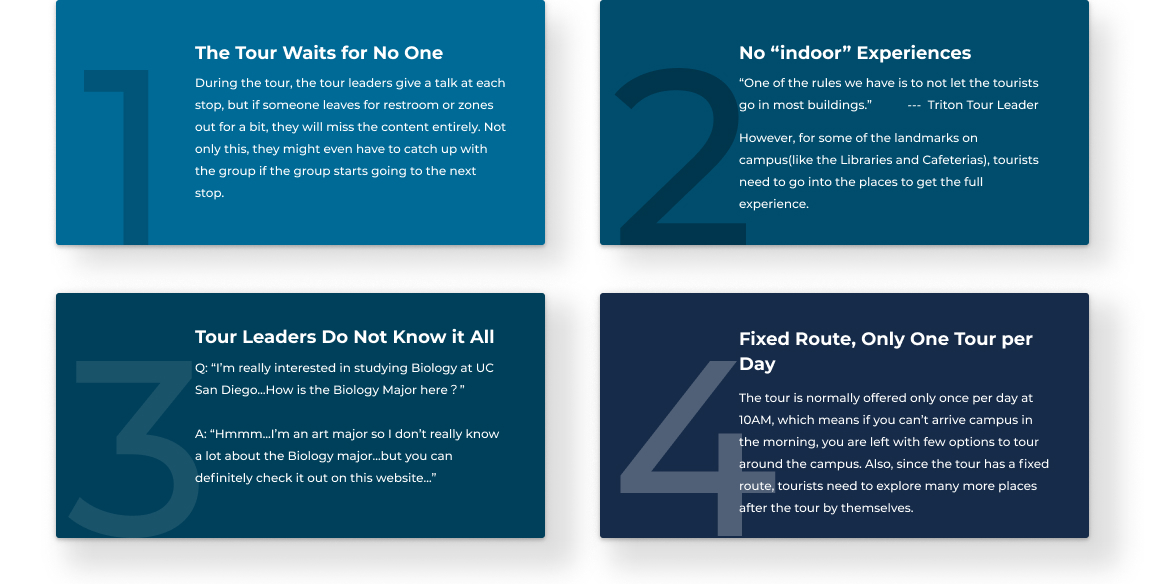 1
The Tour Waits for No One
During the tour, the tour leaders give a talk at each
stop, but if someone leaves for restroom or zones
out for a bit, they will miss the content entirely. Not
only this, they might even have to catch up with
the group if the group starts going to the next
stop.
2
No “indoor” Experiences
“One of the rules we have is to not let the tourists
go in most buildings.” --- Triton Tour Leader
However, for some of the landmarks on
campus(like the Libraries and Cafeterias), tourists
need to go into the places to get the full
experience.
3
Tour Leaders Do Not Know it All
Q: “I’m really interested in studying Biology at UC
San Diego...How is the Biology Major here？”
A: “Hmmm...I’m an art major so I don’t really know
a lot about the Biology major...but you can
definitely check it out on this website...”
4
Fixed Route, Only One Tour per
Day
The tour is normally offered only once per day at
10AM, which means if you can’t arrive campus in
the morning, you are left with few options to tour
around the campus. Also, since the tour has a fixed
route, tourists need to explore many more places
after the tour by themselves.